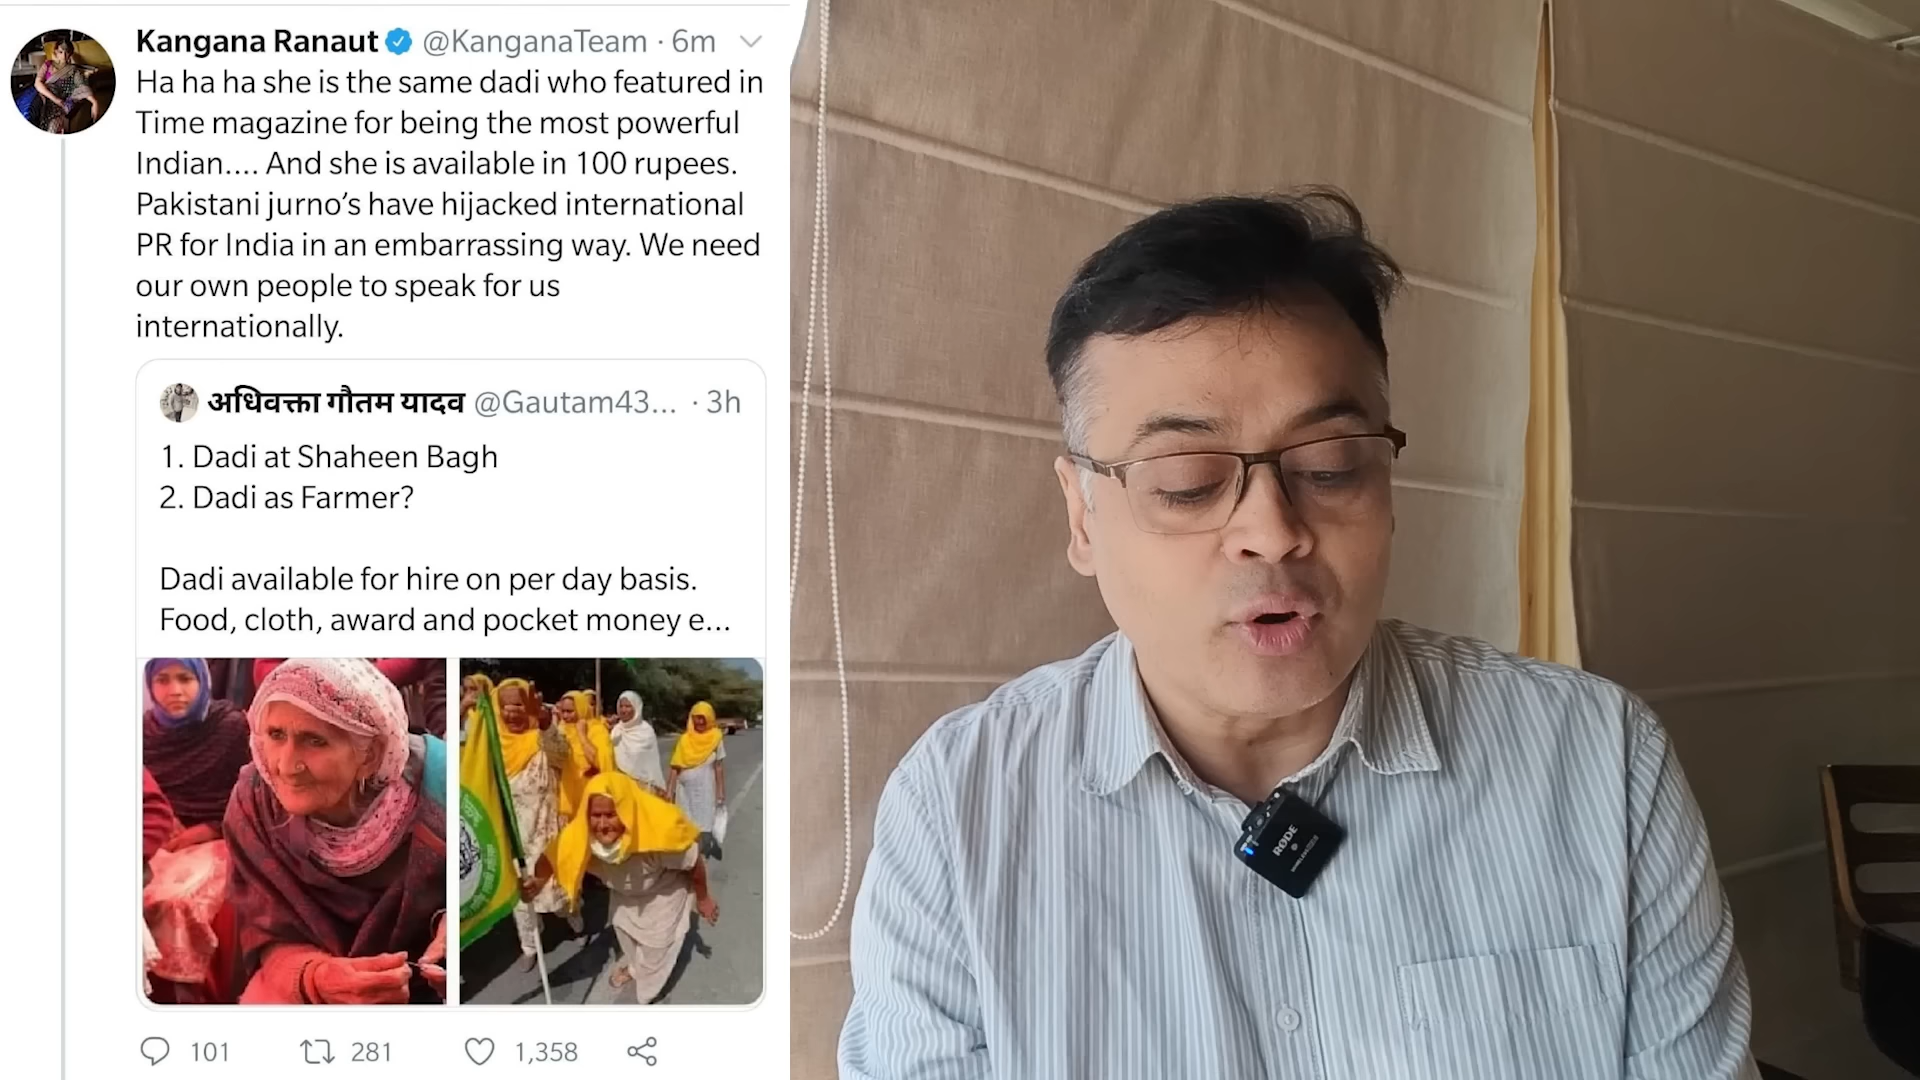 Kangana Ranaut @KanganaTeam · 6m
Ha ha ha she is the same dadi who featured in
Time magazine for being the most powerful
Indian.... And she is available in 100 rupees.
Pakistani jurno’s have hijacked international
PR for India in an embarrassing way. We need
our own people to speak for us
internationally.
अधिवक्ता गौतम यादव @Gautam43... · 3h
1. Dadi at Shaheen Bagh
2. Dadi as Farmer?
Dadi available for hire on per day basis.
Food, cloth, award and pocket money e...
101 281 1,358
RØDE